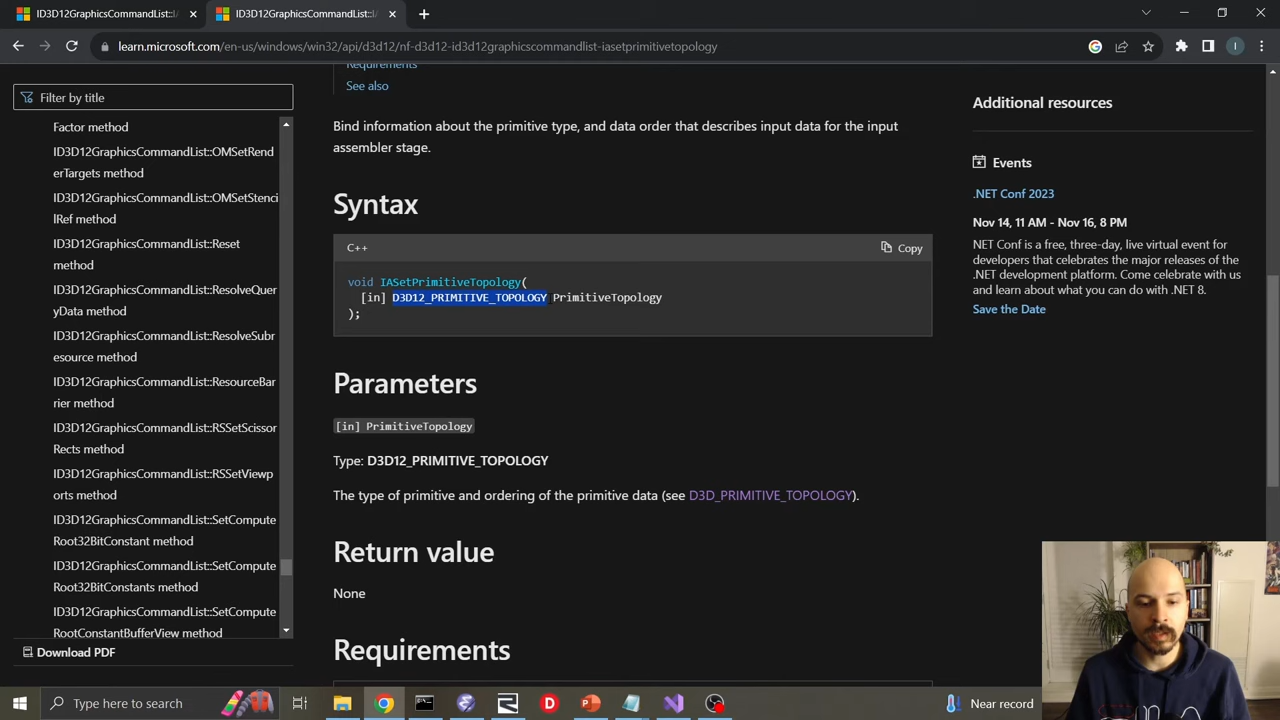 ID3D12GraphicsCommandList::I
ID3D12GraphicsCommandList::IA
learn.microsoft.com/en-us/windows/win32/api/d3d12/nf-d3d12-id3d12graphicscommandlist-iasetprimitivetopology
Filter by title
Factor method
ID3D12GraphicsCommandList::OMSetRend
erTargets method
ID3D12GraphicsCommandList::OMSetStenci
lRef method
ID3D12GraphicsCommandList::Reset
method
ID3D12GraphicsCommandList::ResolveQuer
yData method
ID3D12GraphicsCommandList::ResolveSubr
esource method
ID3D12GraphicsCommandList::ResourceBar
rier method
ID3D12GraphicsCommandList::RSSetScissor
Rects method
ID3D12GraphicsCommandList::RSSetViewp
orts method
ID3D12GraphicsCommandList::SetCompute
Root32BitConstant method
ID3D12GraphicsCommandList::SetCompute
Root32BitConstants method
ID3D12GraphicsCommandList::SetCompute
RootConstantBufferView method
Download PDF
Requirements
See also
Bind information about the primitive type, and data order that describes input data for the input
assembler stage.
Syntax
C++
Copy
void IASetPrimitiveTopology(
[in] D3D12_PRIMITIVE_TOPOLOGY PrimitiveTopology
);
Parameters
[in] PrimitiveTopology
Type: D3D12_PRIMITIVE_TOPOLOGY
The type of primitive and ordering of the primitive data (see D3D_PRIMITIVE_TOPOLOGY).
Return value
None
Requirements
Additional resources
Events
.NET Conf 2023
Nov 14, 11 AM - Nov 16, 8 PM
.NET Conf is a free, three-day, live virtual event for
developers that celebrates the major releases of
the .NET development platform. Come celebrate with us
and learn about what you can do with .NET 8.
Save the Date
Type here to search
Near record